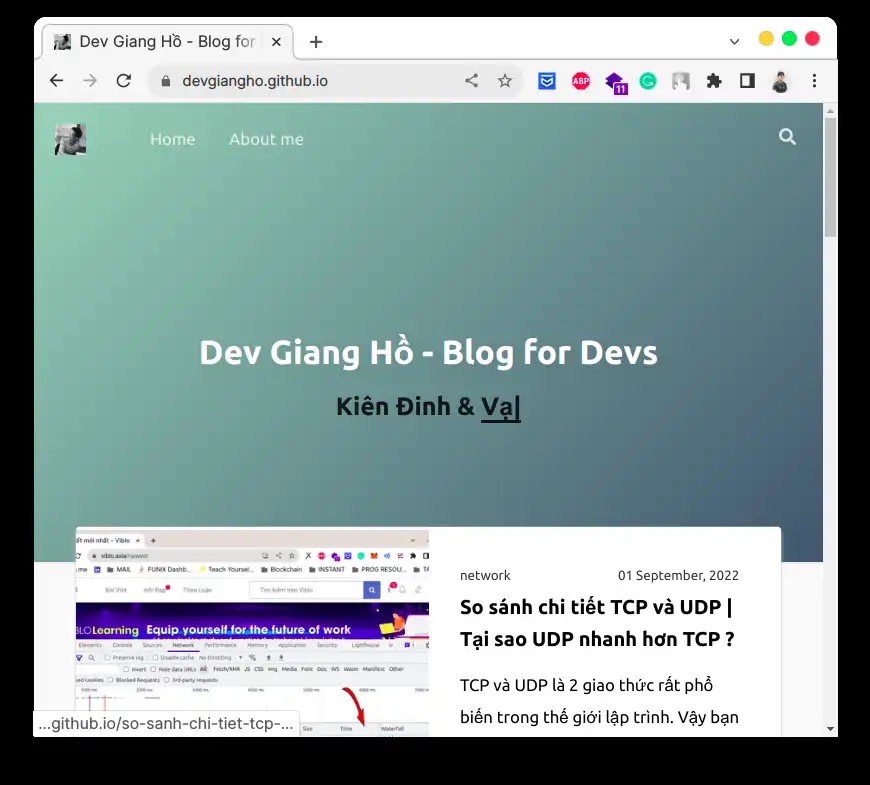 Dev Giang Hồ - Blog for
devgiangho.github.io
ABP
11
Home About me
Dev Giang Hồ - Blog for Devs
Kiên Đinh & Vạ
network 01 September, 2022
So sánh chi tiết TCP và UDP |
Tại sao UDP nhanh hơn TCP ?
TCP và UDP là 2 giao thức rất phổ
biến trong thế giới lập trình. Vậy bạn
ết mới nhất - Viblo
viblo.asia/newest
MAIL FUNiX Dashb... Teach Yoursel... Blockchain INSTANT PROG RESOU...
Bài Viết Hỏi Đáp Thảo Luận Tìm kiếm trên Viblo
BLOLearning Equip yourself for the future of work
Elements Console Sources Network Performance Memory Application Security Lighthouse
Preserve log Disable cache No throttling
Invert Hide data URLs All Fetch/XHR JS CSS Img Media Font Doc WS Wasm Manifest Other
Blocked Requests 3rd-party requests
Size Time Waterfall
...github.io/so-sanh-chi-tiet-tcp-...